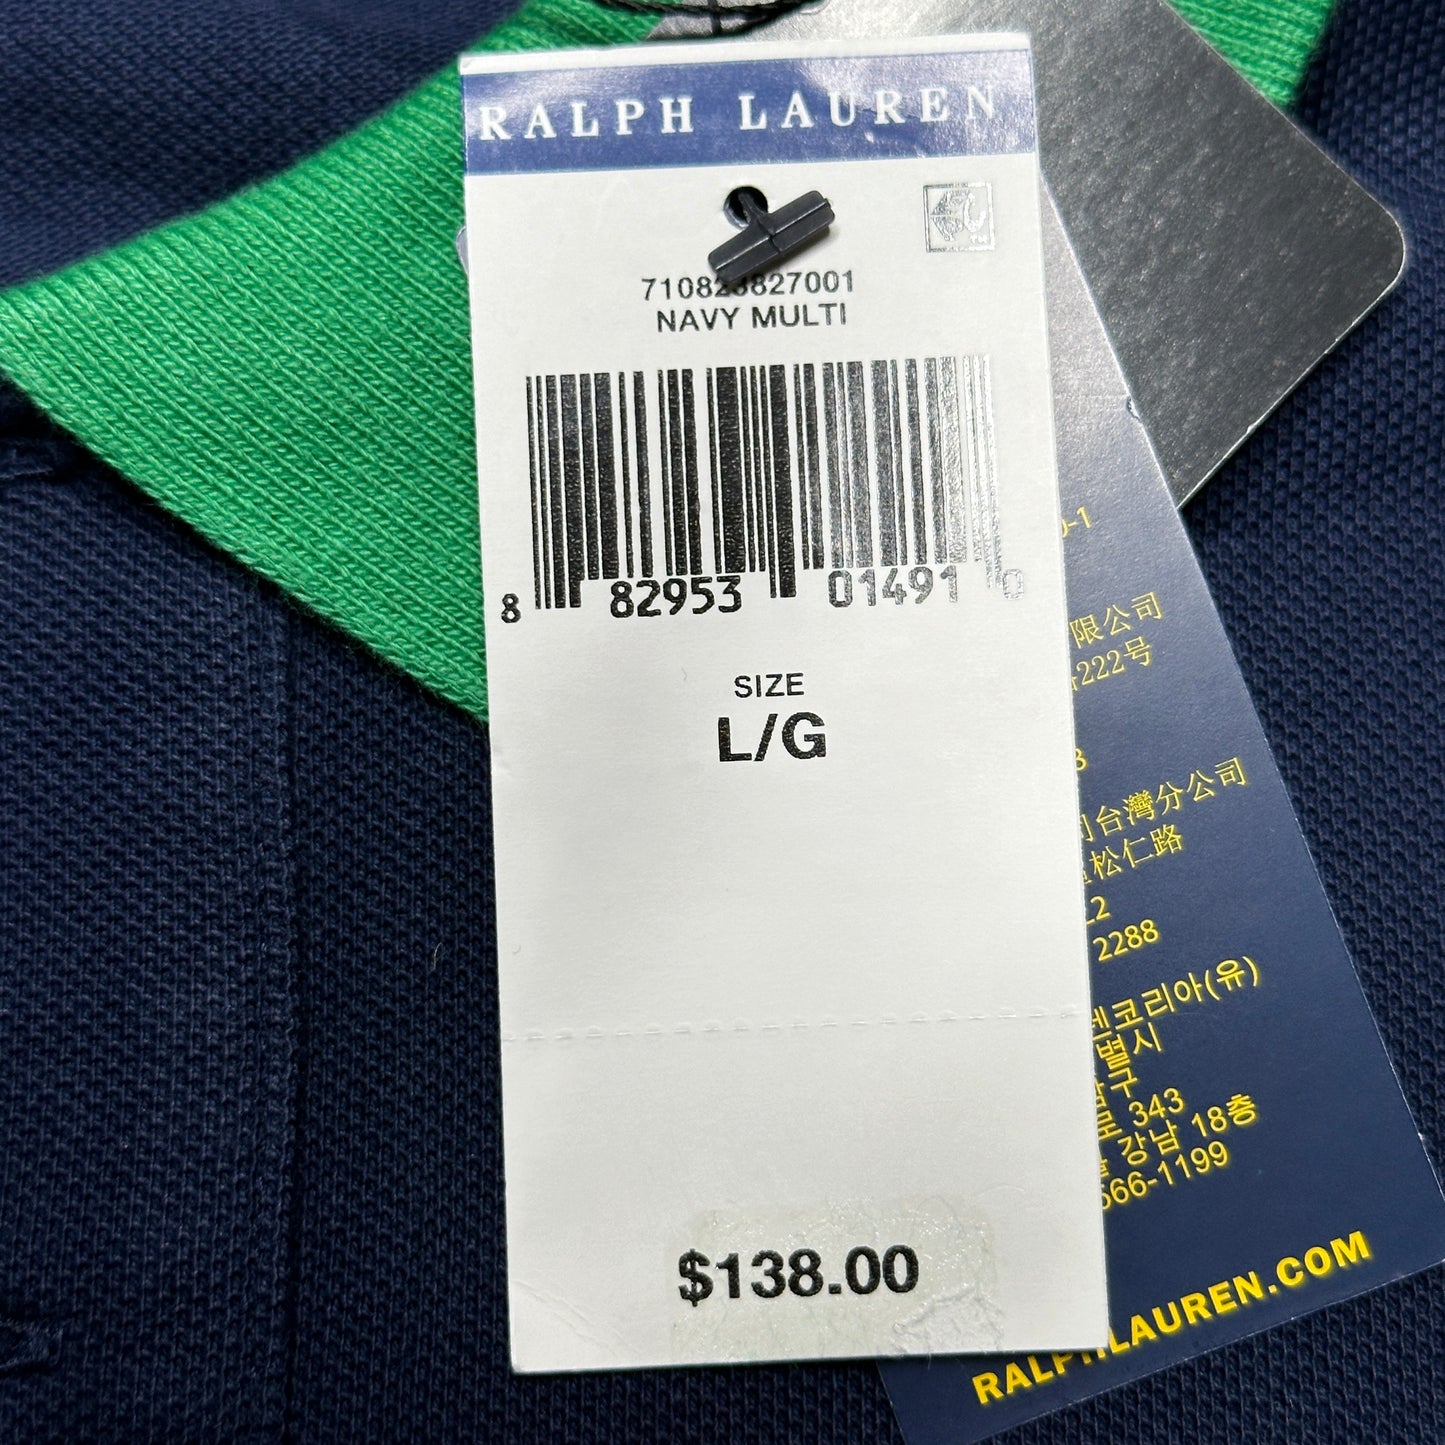 RALPH LAUREN
NAVY MULTI
8 82953 01491 0
SIZE
L/G
$138.00
限公司
222号
台灣分公司
松仁路
2288
코리아(유)
별시
343
강남 18층
566-1199
RALPHLAUREN.COM